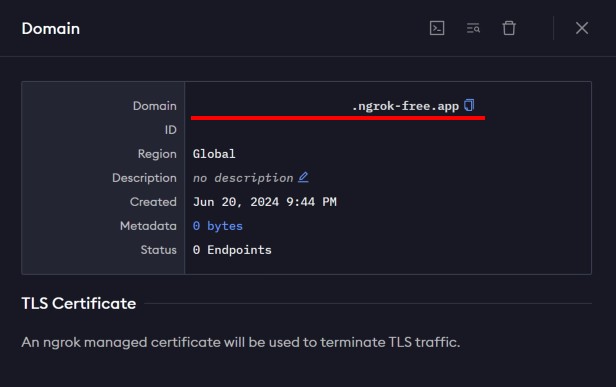 Domain
Domain .ngrok-free.app
ID
Region Global
Description no description
Created Jun 20, 2024 9:44 PM
Metadata 0 bytes
Status 0 Endpoints
TLS Certificate
An ngrok managed certificate will be used to terminate TLS traffic.